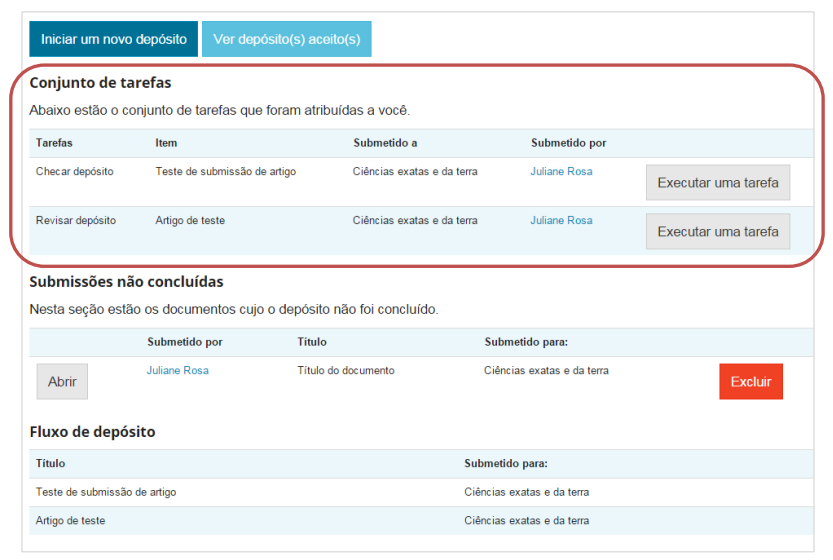 Iniciar um novo depósito Ver depósito(s) aceito(s)
Conjunto de tarefas
Abaixo estão o conjunto de tarefas que foram atribuídas a você.
Tarefas Item Submetido a Submetido por
Checar depósito Teste de submissão de artigo Ciências exatas e da terra Juliane Rosa Executar uma tarefa
Revisar depósito Artigo de teste Ciências exatas e da terra Juliane Rosa Executar uma tarefa
Submissões não concluídas
Nesta seção estão os documentos cujo o depósito não foi concluído.
Submetido por Título Submetido para:
Abrir Juliane Rosa Título do documento Ciências exatas e da terra Excluir
Fluxo de depósito
Título Submetido para:
Teste de submissão de artigo Ciências exatas e da terra
Artigo de teste Ciências exatas e da terra